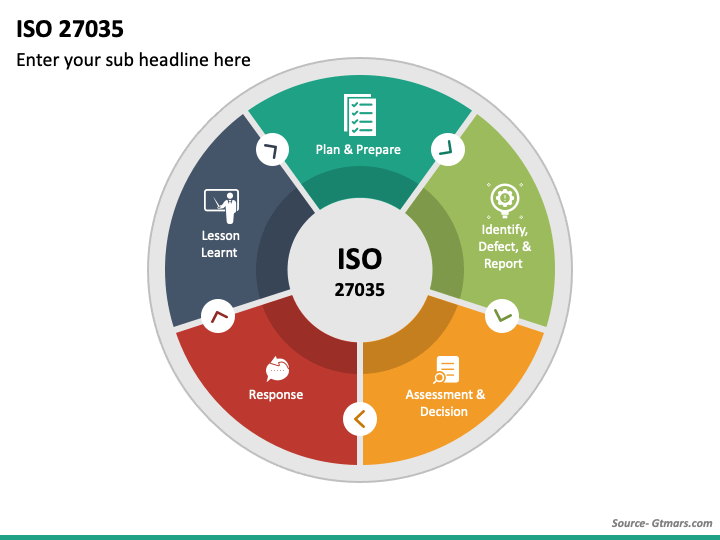 ISO 27035
Enter your sub headline here
Plan & Prepare
Identify,
Defect, &
Report
Assessment &
Decision
Response
Lesson
Learnt
ISO
27035
Source- Gtmars.com